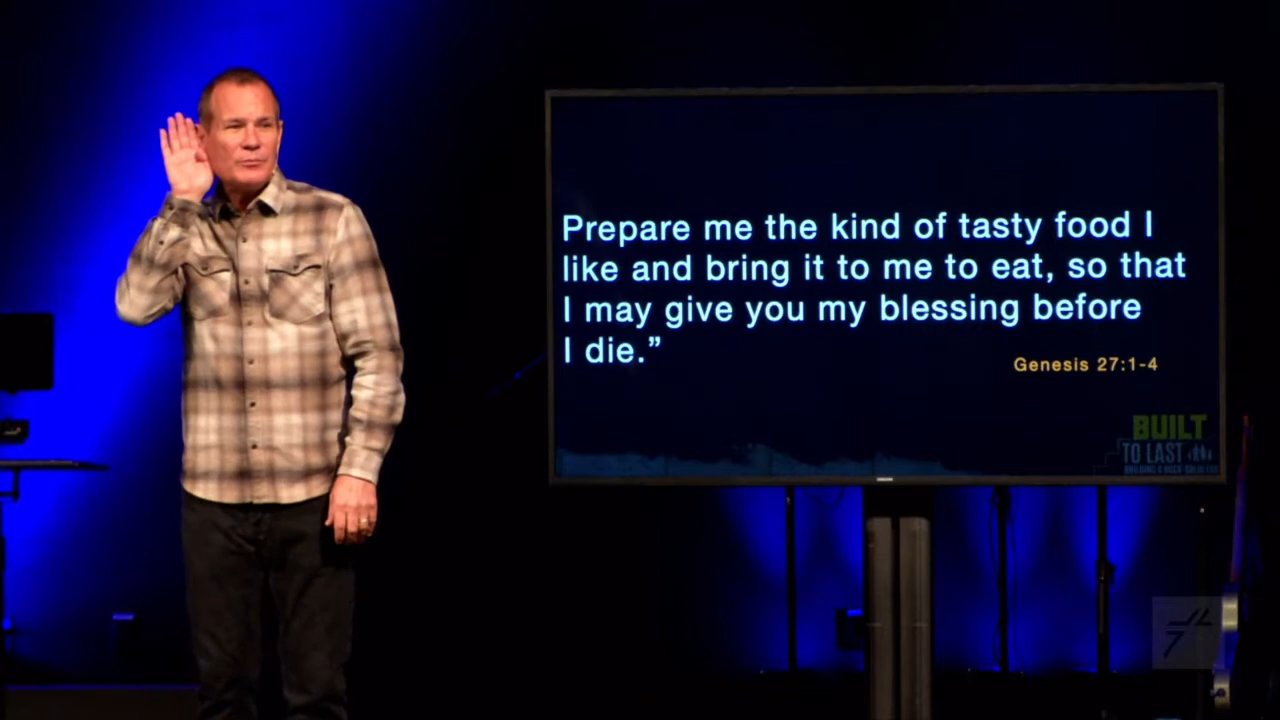 Prepare me the kind of tasty food I
like and bring it to me to eat, so that
I may give you my blessing before
I die.”
Genesis 27:1-4
BUILT
TO LAST